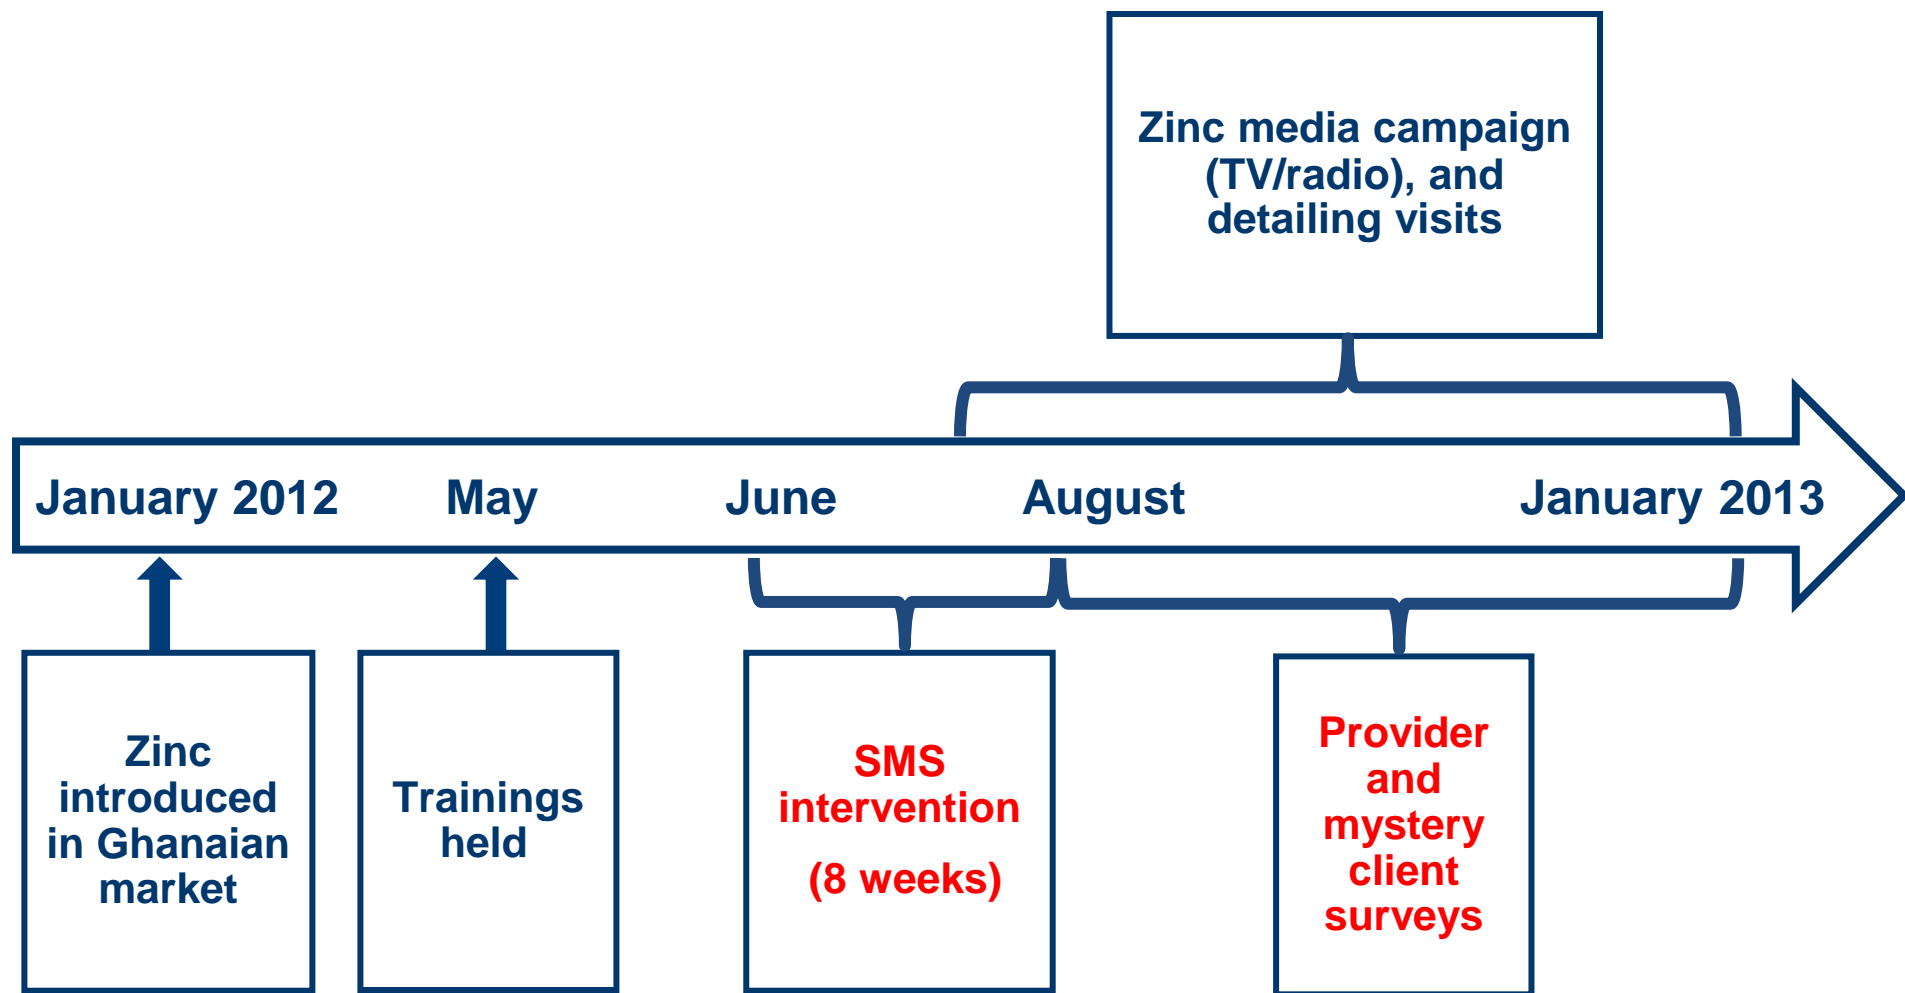 Zinc media campaign
(TV/radio), and
detailing visits
January 2012
May
June
August
January 2013
Zinc
introduced
in Ghanaian
market
Trainings
held
SMS
intervention
(8 weeks)
Provider
and
mystery
client
surveys